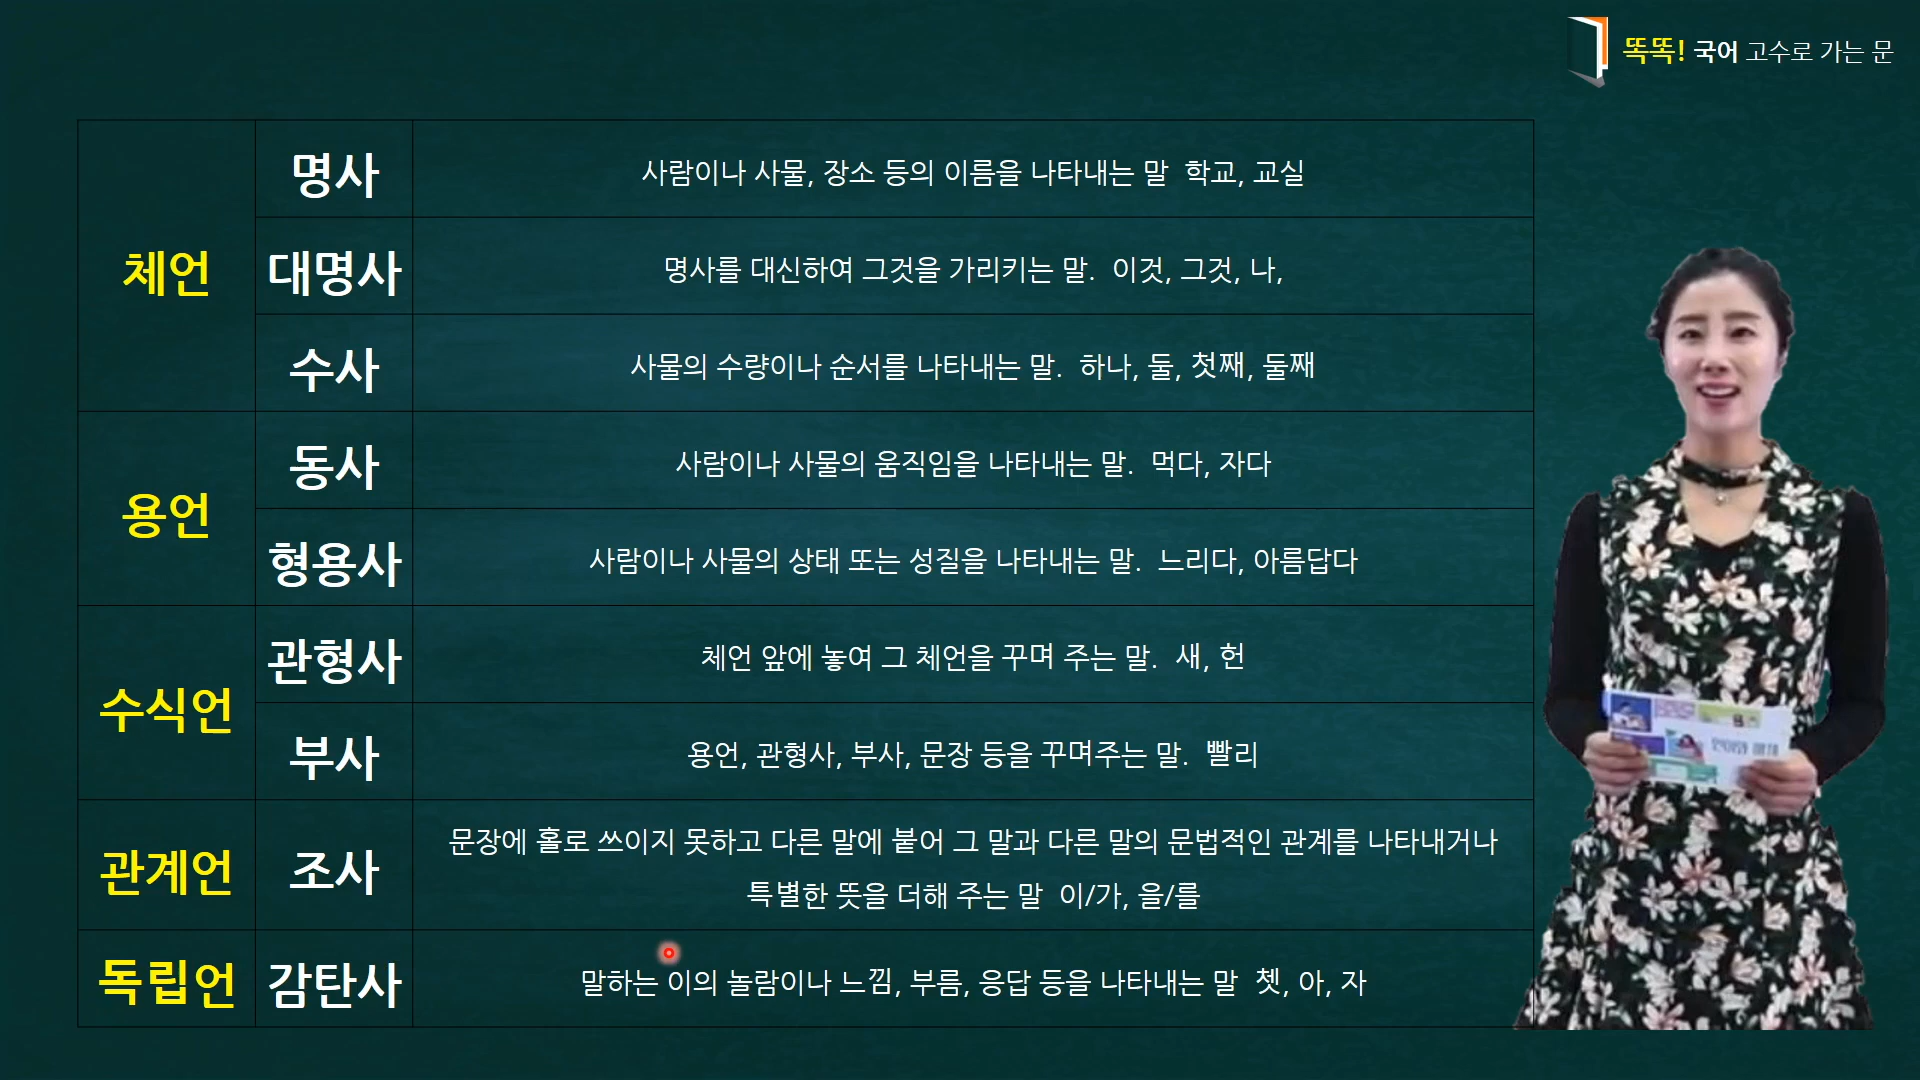 똑똑! 국어 고수로 가는 문
체언
명사
사람이나 사물, 장소 등의 이름을 나타내는 말 학교, 교실
대명사
명사를 대신하여 그것을 가리키는 말. 이것, 그것, 나,
수사
사물의 수량이나 순서를 나타내는 말. 하나, 둘, 첫째, 둘째
용언
동사
사람이나 사물의 움직임을 나타내는 말. 먹다, 자다
형용사
사람이나 사물의 상태 또는 성질을 나타내는 말. 느리다, 아름답다
수식언
관형사
체언 앞에 놓여 그 체언을 꾸며 주는 말. 새, 헌
부사
용언, 관형사, 부사, 문장 등을 꾸며주는 말. 빨리
관계언
조사
문장에 홀로 쓰이지 못하고 다른 말에 붙어 그 말과 다른 말의 문법적인 관계를 나타내거나
특별한 뜻을 더해 주는 말 이/가, 을/를
독립언
감탄사
말하는 이의 놀람이나 느낌, 부름, 응답 등을 나타내는 말 쳇, 아, 자